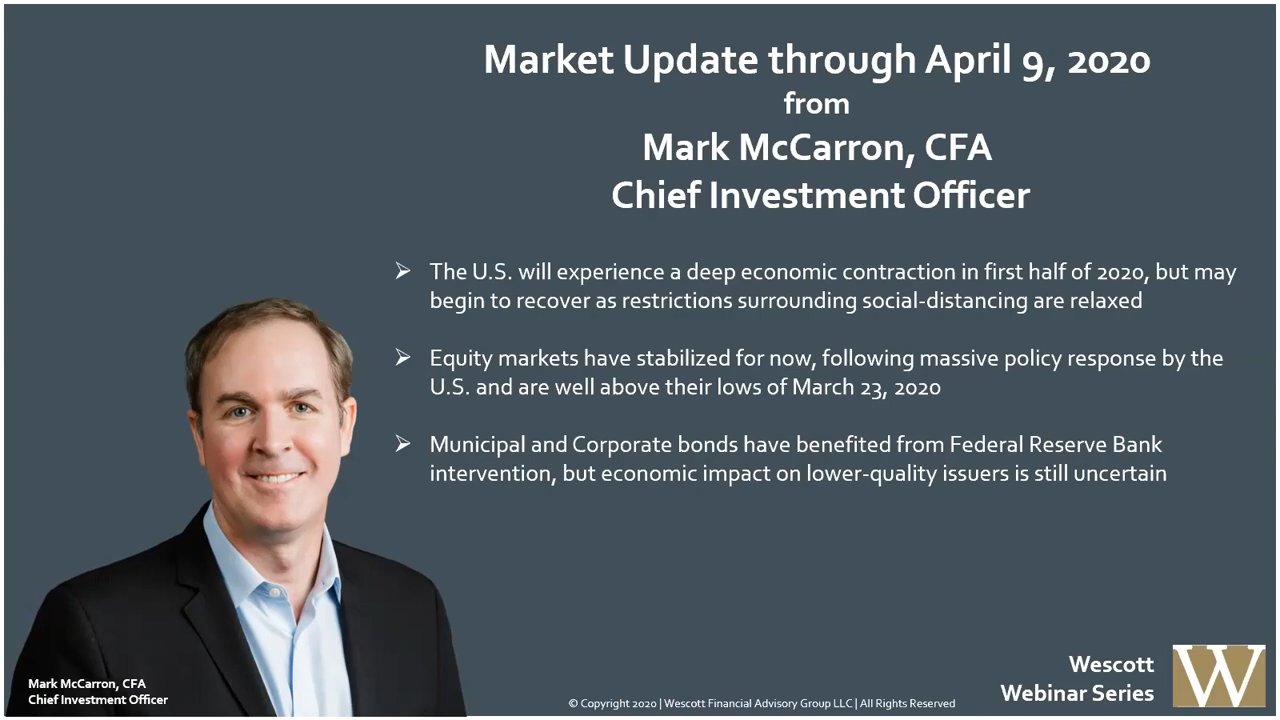 Market Update through April 9, 2020
from
Mark McCarron, CFA
Chief Investment Officer
➢ The U.S. will experience a deep economic contraction in first half of 2020, but may
begin to recover as restrictions surrounding social-distancing are relaxed
➢ Equity markets have stabilized for now, following massive policy response by the
U.S. and are well above their lows of March 23, 2020
➢ Municipal and Corporate bonds have benefited from Federal Reserve Bank
intervention, but economic impact on lower-quality issuers is still uncertain
Mark McCarron, CFA
Chief Investment Officer
© Copyright 2020 | Wescott Financial Advisory Group LLC | All Rights Reserved
Wescott
Webinar Series
W